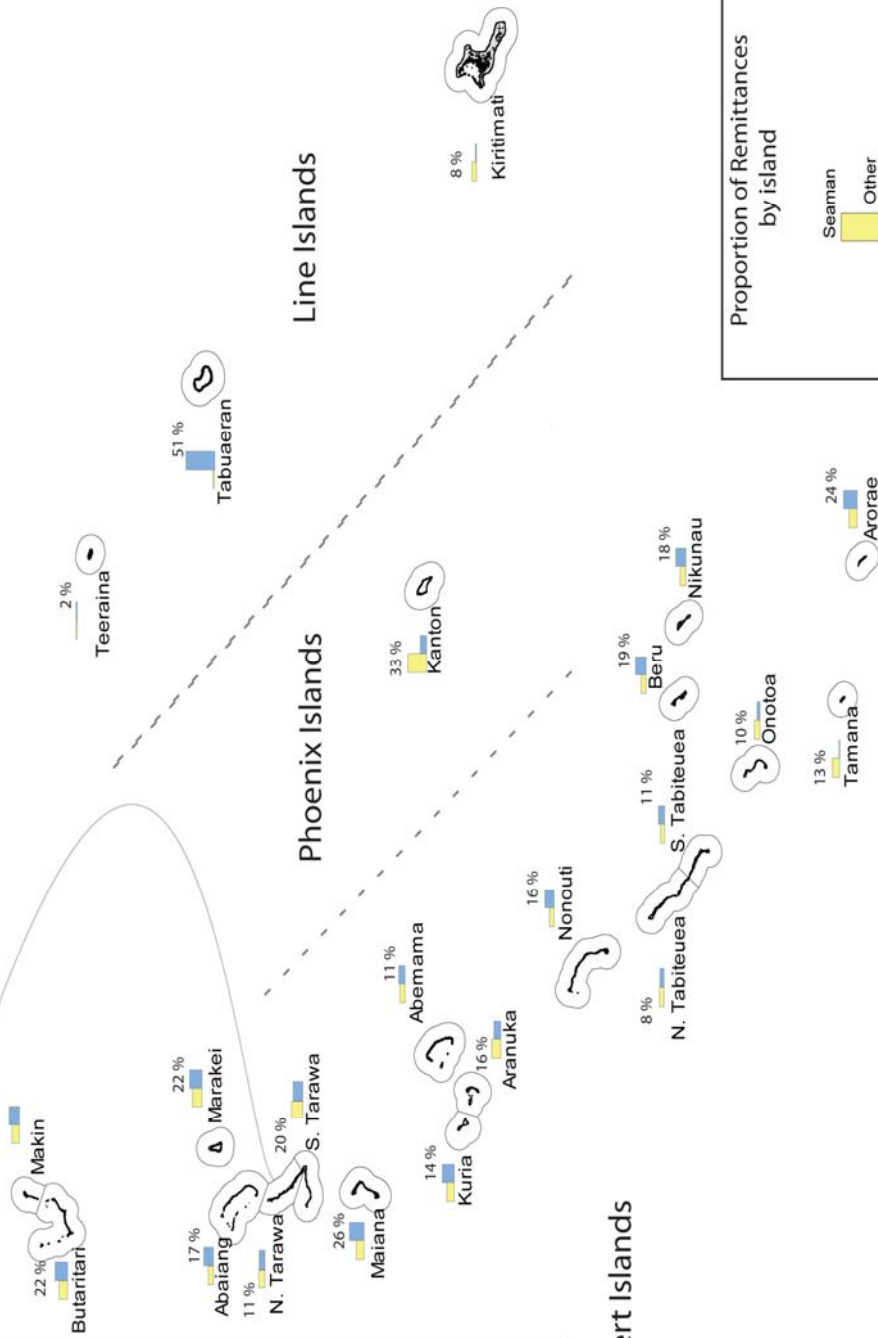 Makin
22 %
Butaritari
22 %
Marakei
17 %
Abaiang
20 %
S. Tarawa
11 %
N. Tarawa
26 %
Maiana
14 %
Kuria
11 %
Abemama
16 %
Aranuka
16 %
Nonouti
8 %
N. Tabiteuea
11 %
S. Tabiteuea
19 %
Beru
18 %
Nikunau
10 %
Onotoa
13 %
Tamana
24 %
Arorae
ert Islands
Phoenix Islands
33 %
Kanton
Line Islands
2 %
Teeraina
51 %
Tabuaeran
8 %
Kiritimati
Proportion of Remittances
by island
Seaman
Other